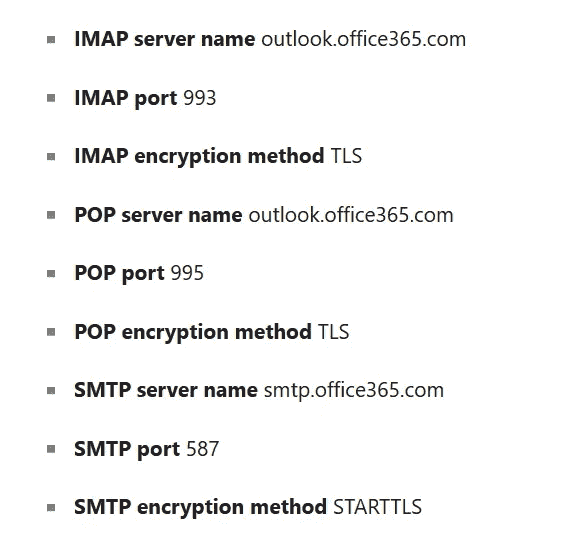 IMAP server name outlook.office365.com
IMAP port 993
IMAP encryption method TLS
POP server name outlook.office365.com
POP port 995
POP encryption method TLS
SMTP server name smtp.office365.com
SMTP port 587
SMTP encryption method STARTTLS